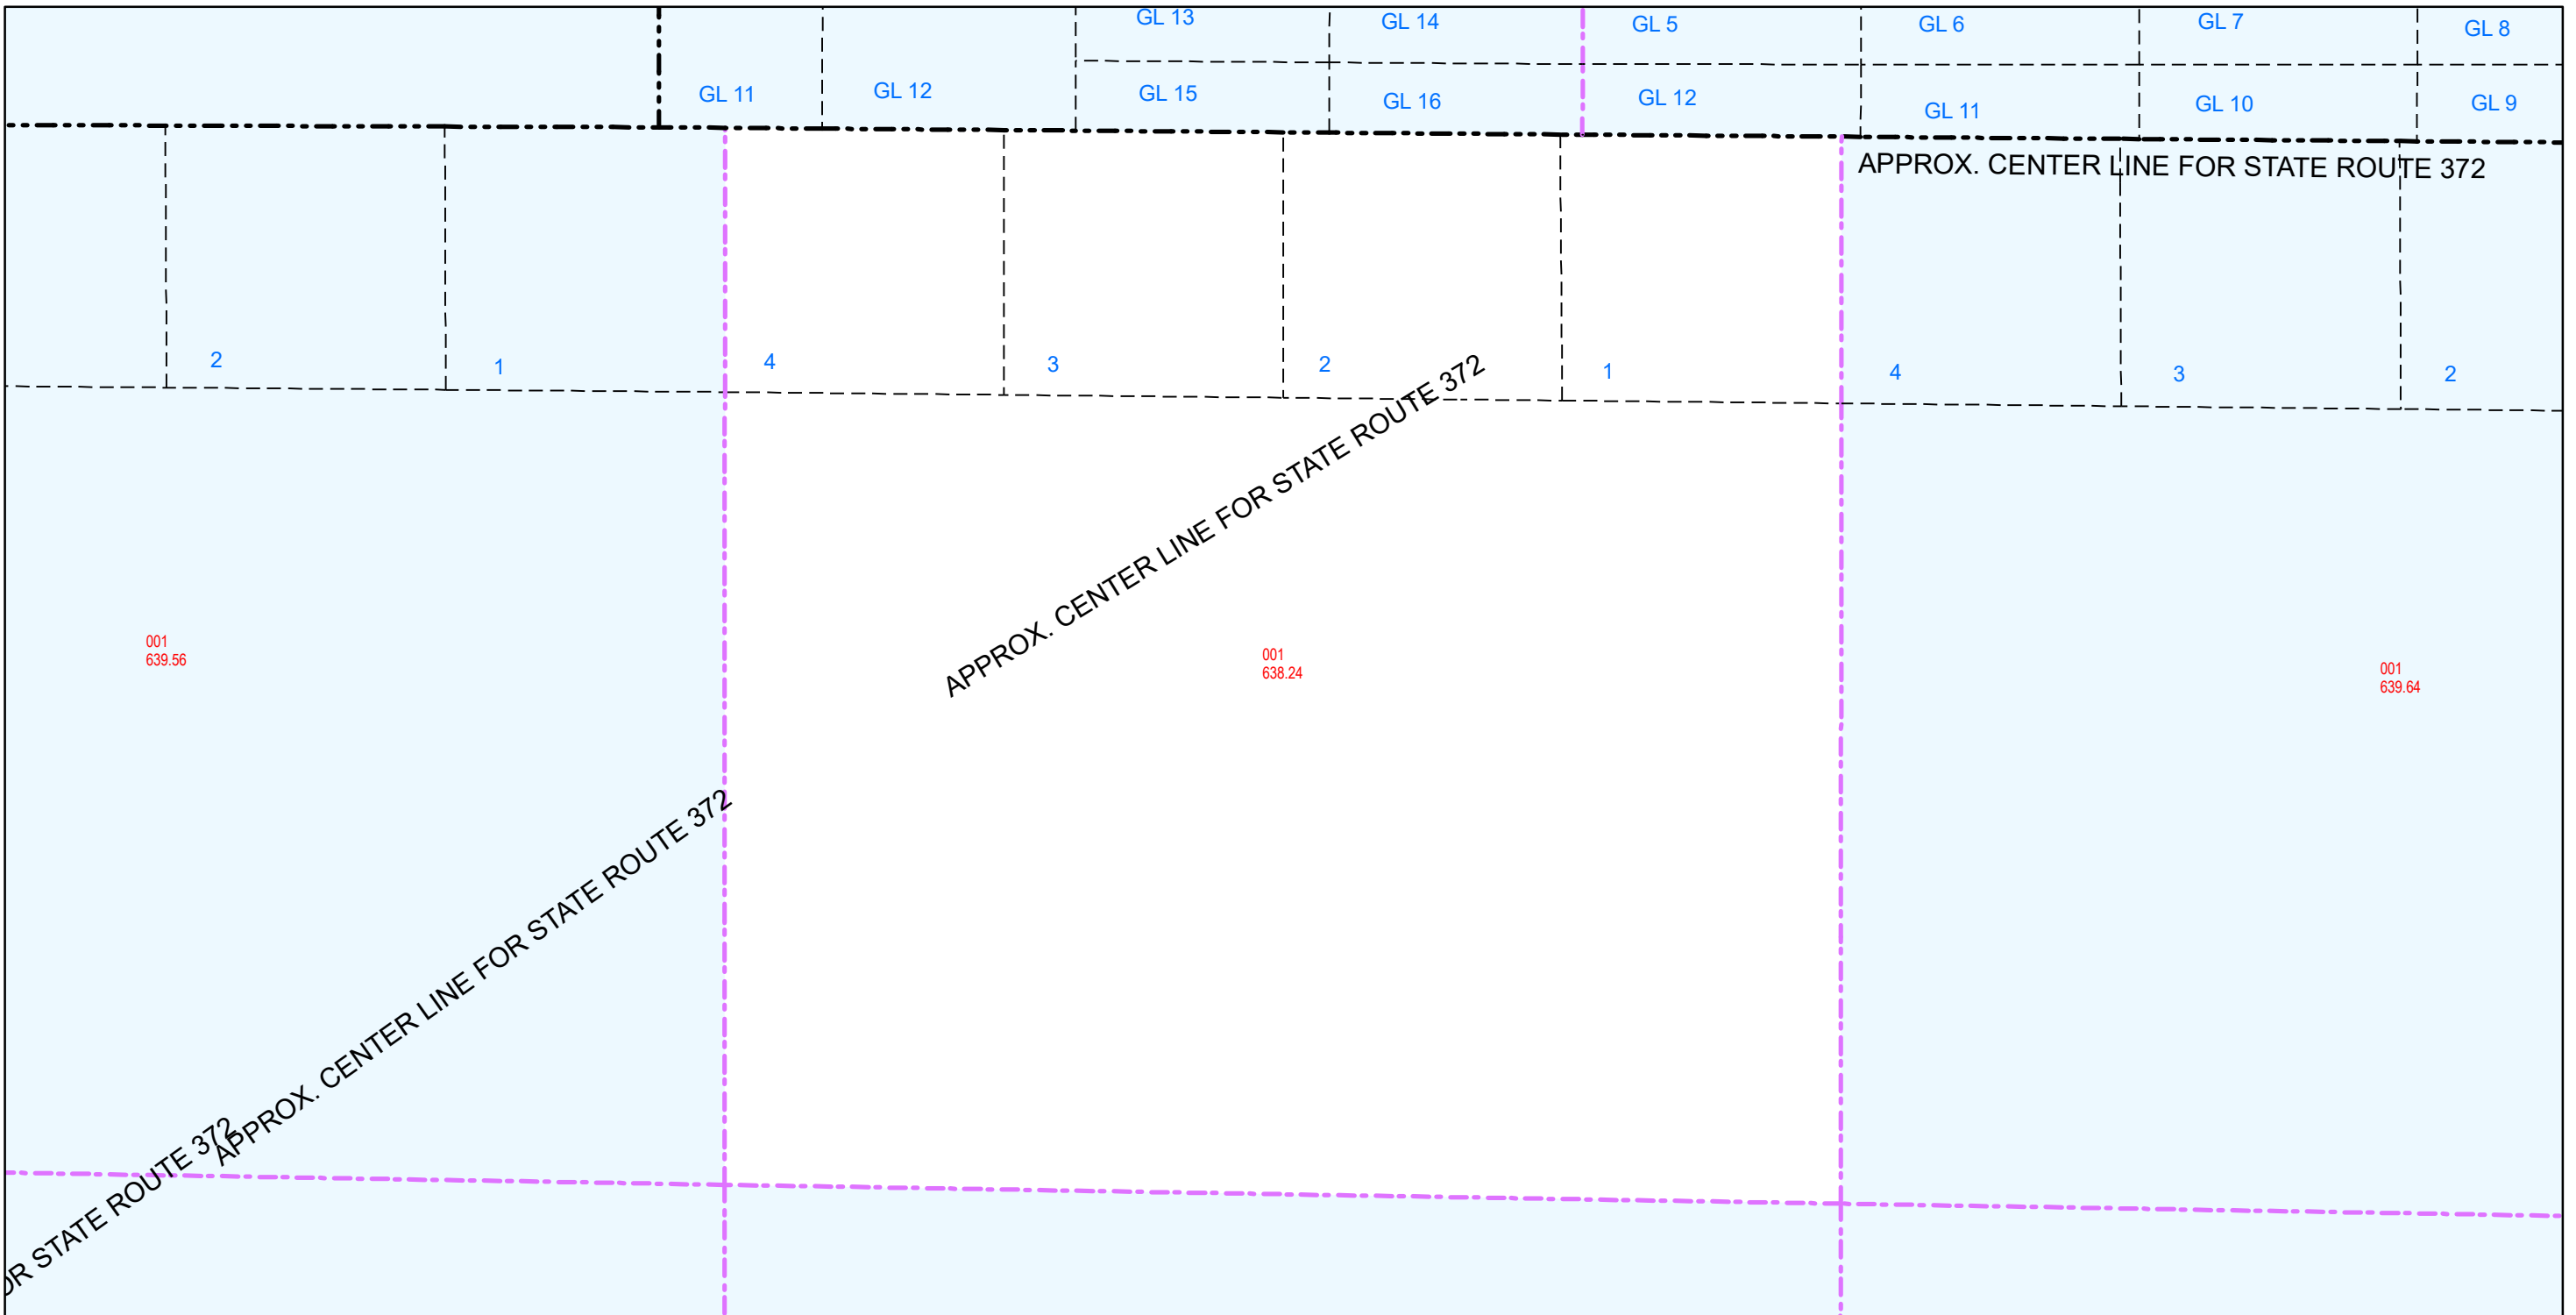 GL 13
GL 14
GL 5
GL 6
GL 7
GL 8
GL 11
GL 12
GL 15
GL 16
GL 12
GL 11
GL 10
GL 9
APPROX. CENTER LINE FOR STATE ROUTE 372
2
1
4
3
2
1
4
3
2
APPROX. CENTER LINE FOR STATE ROUTE 372
001
639.56
001
638.24
001
639.64
APPROX. CENTER LINE FOR STATE ROUTE 372
OR STATE ROUTE 372